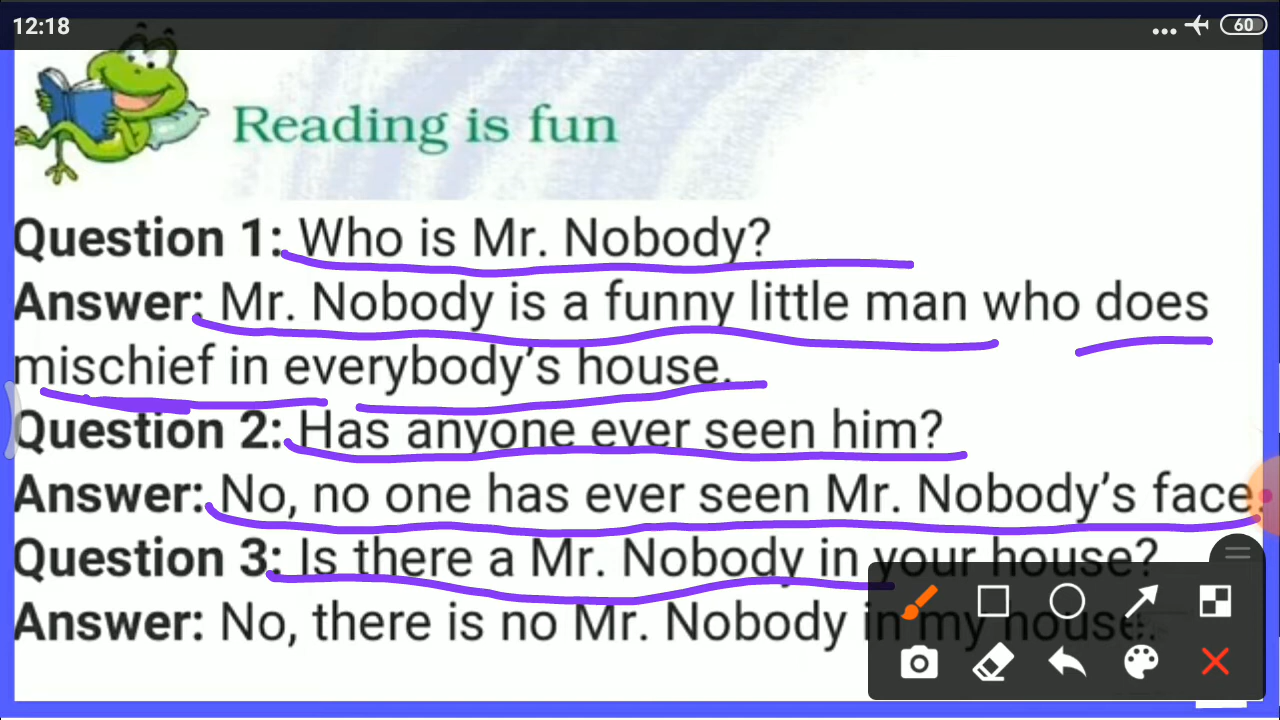 12:18
60
Reading is fun
Question 1: Who is Mr. Nobody?
Answer: Mr. Nobody is a funny little man who does
mischief in everybody's house.
Question 2: Has anyone ever seen him?
Answer: No, no one has ever seen Mr. Nobody's face.
Question 3: Is there a Mr. Nobody in your house?
Answer: No, there is no Mr. Nobody in my house.